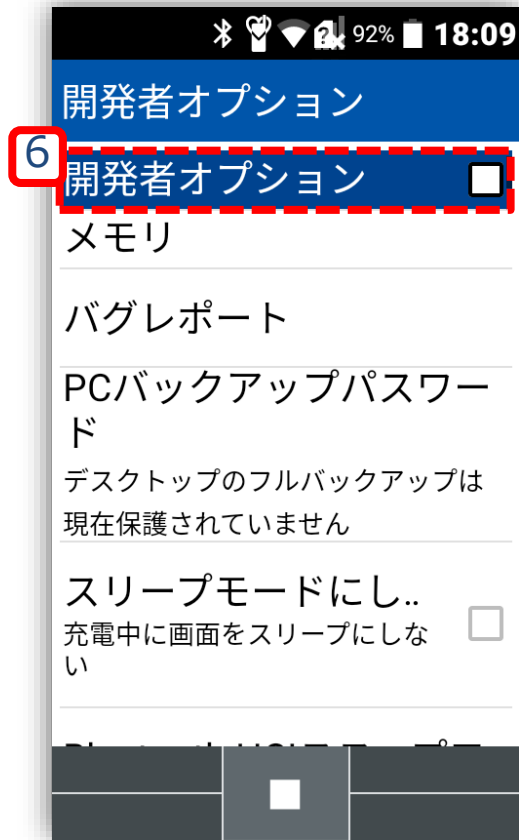 92% 18:09
開発者オプション
6
開発者オプション
メモリ
バグレポート
PCバックアップパスワー
ド
デスクトップのフルバックアップは
現在保護されていません
スリープモードにし..
充電中に画面をスリープにしな
い